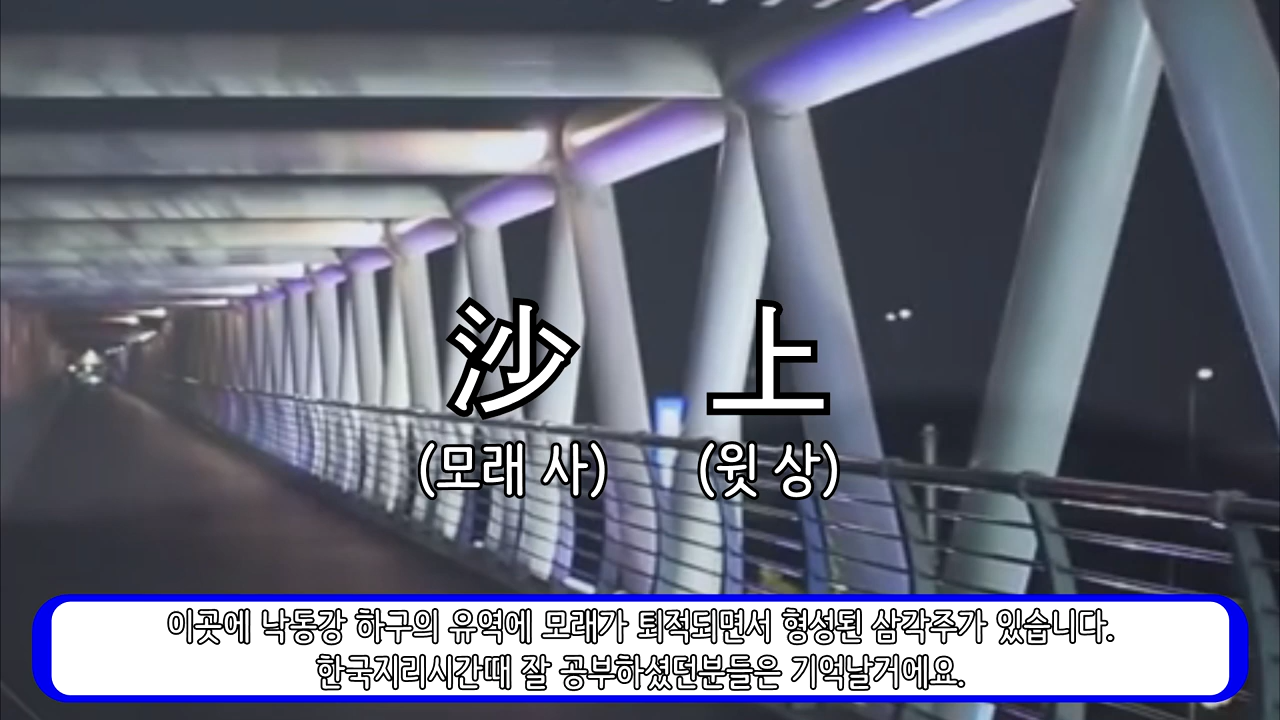 沙 上
(모래 사) (윗 상)
이곳에 낙동강 하구의 유역에 모래가 퇴적되면서 형성된 삼각주가 있습니다.
한국지리시간때 잘 공부하셨던분들은 기억날거에요.